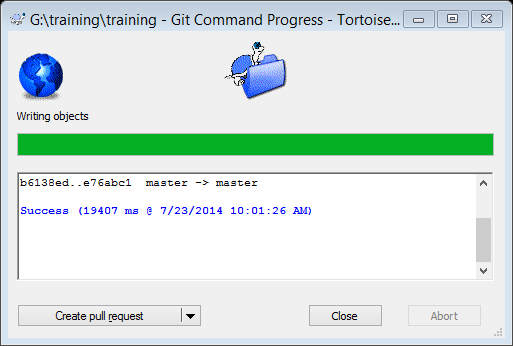 G:\training\training - Git Command Progress - Tortoise...
Writing objects
b6138ed..e76abc1  master -> master
Success (19407 ms @ 7/23/2014 10:01:26 AM)
Create pull request
Close
Abort